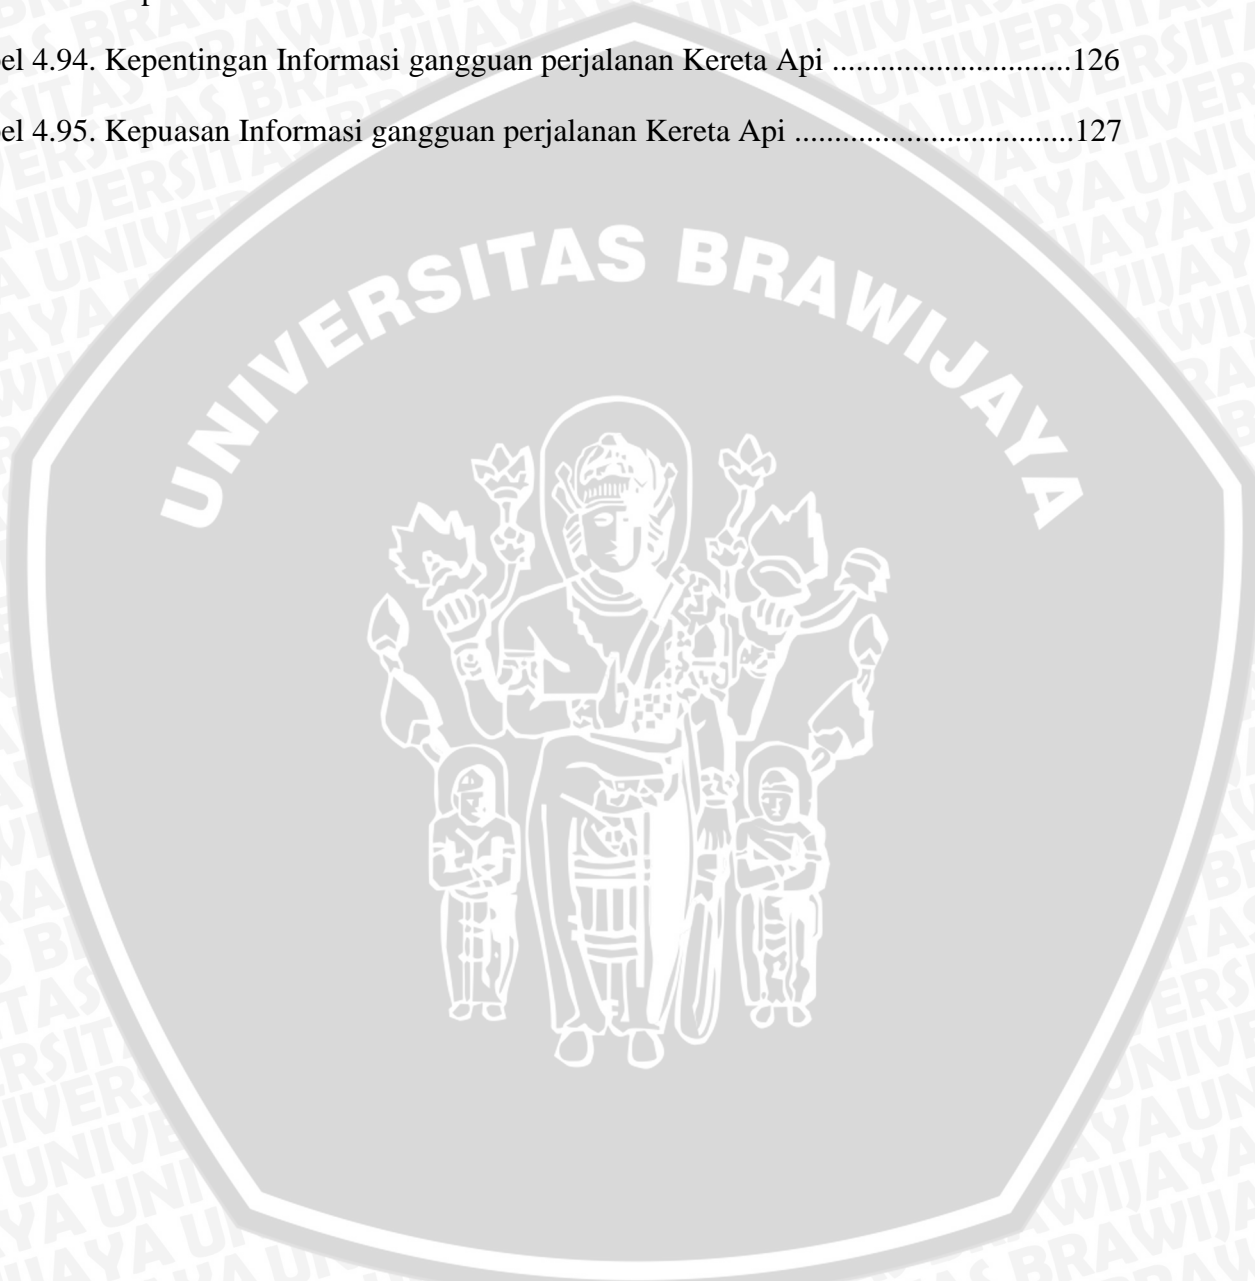 el 4.94. Kepentingan Informasi gangguan perjalanan Kereta Api ..............................126
el 4.95. Kepuasan Informasi gangguan perjalanan Kereta Api ...................................127
UNIVERSITAS BRAWIJAYA